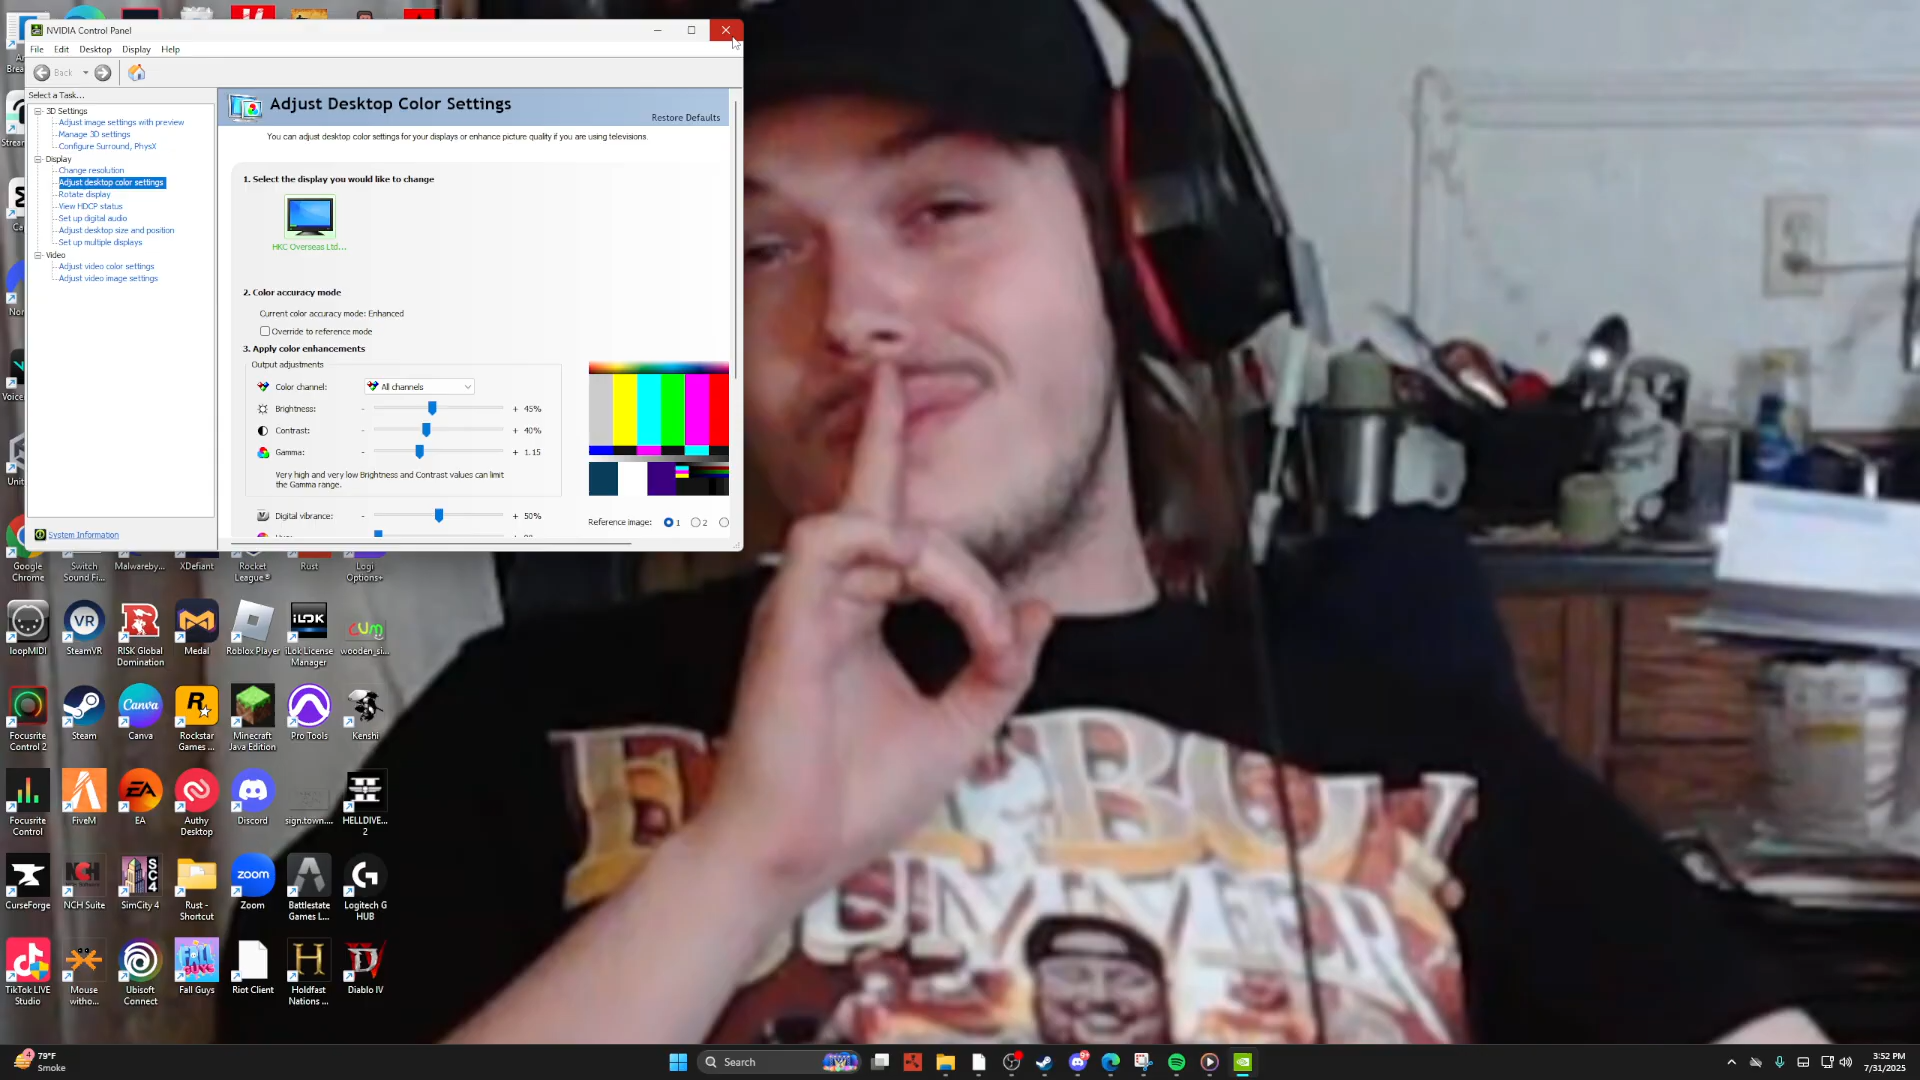 NVIDIA Control Panel
File Edit Desktop Display Help
Back
Select a Task...
3D Settings
Adjust image settings with preview
Manage 3D settings
Configure Surround, PhysX
Display
Change resolution
Adjust desktop color settings
Rotate display
View HDCP status
Set up digital audio
Adjust desktop size and position
Set up multiple displays
Video
Adjust video color settings
Adjust video image settings
System Information
Adjust Desktop Color Settings
Restore Defaults
You can adjust desktop color settings for your displays or enhance picture quality if you are using televisions.
1. Select the display you would like to change
HKC Overseas Ltd...
2. Color accuracy mode
Current color accuracy mode: Enhanced
Override to reference mode
3. Apply color enhancements
Output adjustments
Color channel: All channels
Brightness: - + 45%
Contrast: - + 40%
Gamma: - + 1.15
Very high and very low Brightness and Contrast values can limit
the Gamma range.
Digital vibrance: - + 50%
Reference image: 1 2
Google
Chrome
Switch
Sound Fi...
Malwareby...
XDefiant
Rocket
League®
Rust
Logi
Options+
loopMIDI
VR
SteamVR
RISK Global
Domination
Medal
Roblox Player
iLOK
iLok License
Manager
cum
wooden_si...
Focusrite
Control 2
Steam
Canva
Canva
Rockstar
Games ...
Minecraft
Java Edition
Pro Tools
Kenshi
Focusrite
Control
FiveM
EA
EA
Authy
Desktop
Discord
sign.town....
HELLDIVE...
2
CurseForge
NCH
NCH Suite
SC4
SimCity 4
Rust -
Shortcut
zoom
Zoom
Battlestate
Games L...
Logitech G
HUB
TikTok LIVE
Studio
Mouse
witho...
Ubisoft
Connect
FALL GUYS
Fall Guys
Riot Client
Holdfast
Nations ...
Diablo IV
79°F
Smoke
Search
3:52 PM
7/31/2025